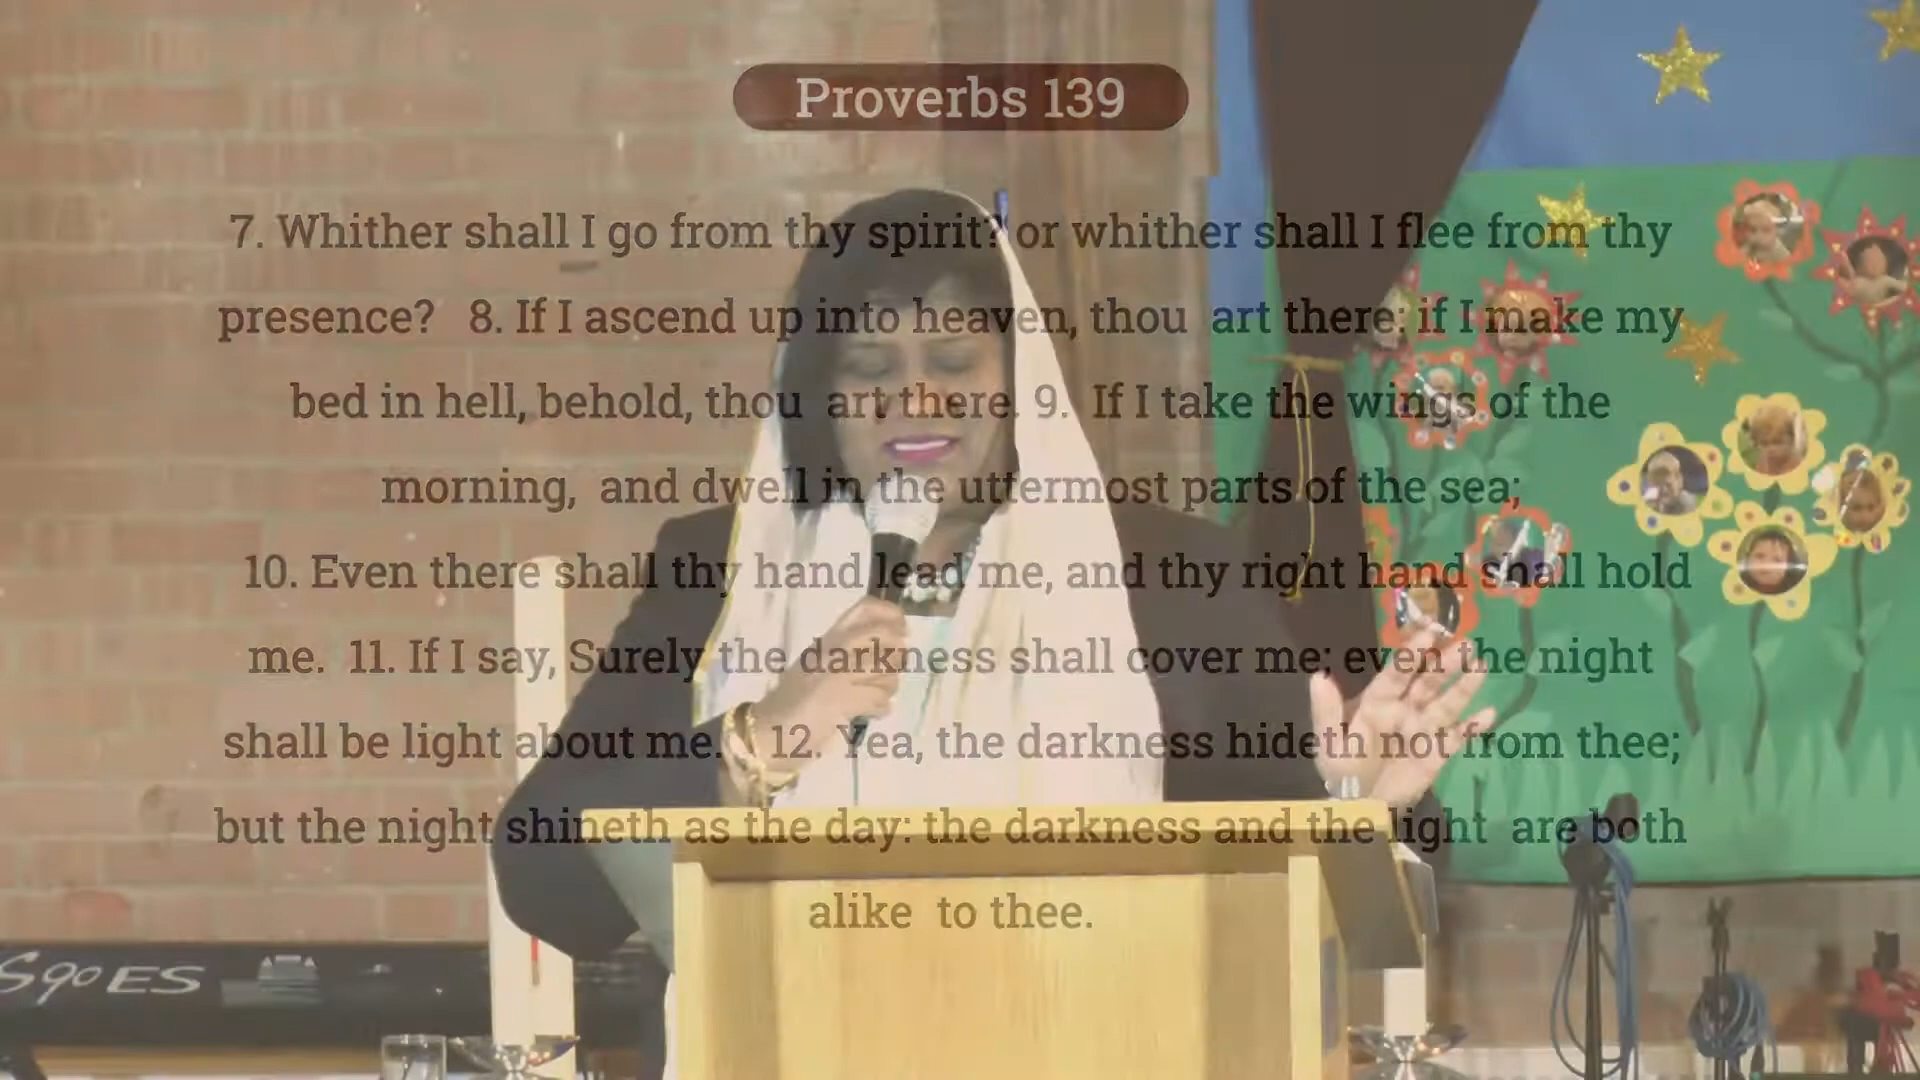 Proverbs 139
7. Whither shall I go from thy spirit? or whither shall I flee from thy
presence? 8. If I ascend up into heaven, thou art there: if I make my
bed in hell, behold, thou art there. 9. If I take the wings of the
morning, and dwell in the uttermost parts of the sea;
10. Even there shall thy hand lead me, and thy right hand shall hold
me. 11. If I say, Surely the darkness shall cover me; even the night
shall be light about me. 12. Yea, the darkness hideth not from thee;
but the night shineth as the day: the darkness and the light are both
alike to thee.